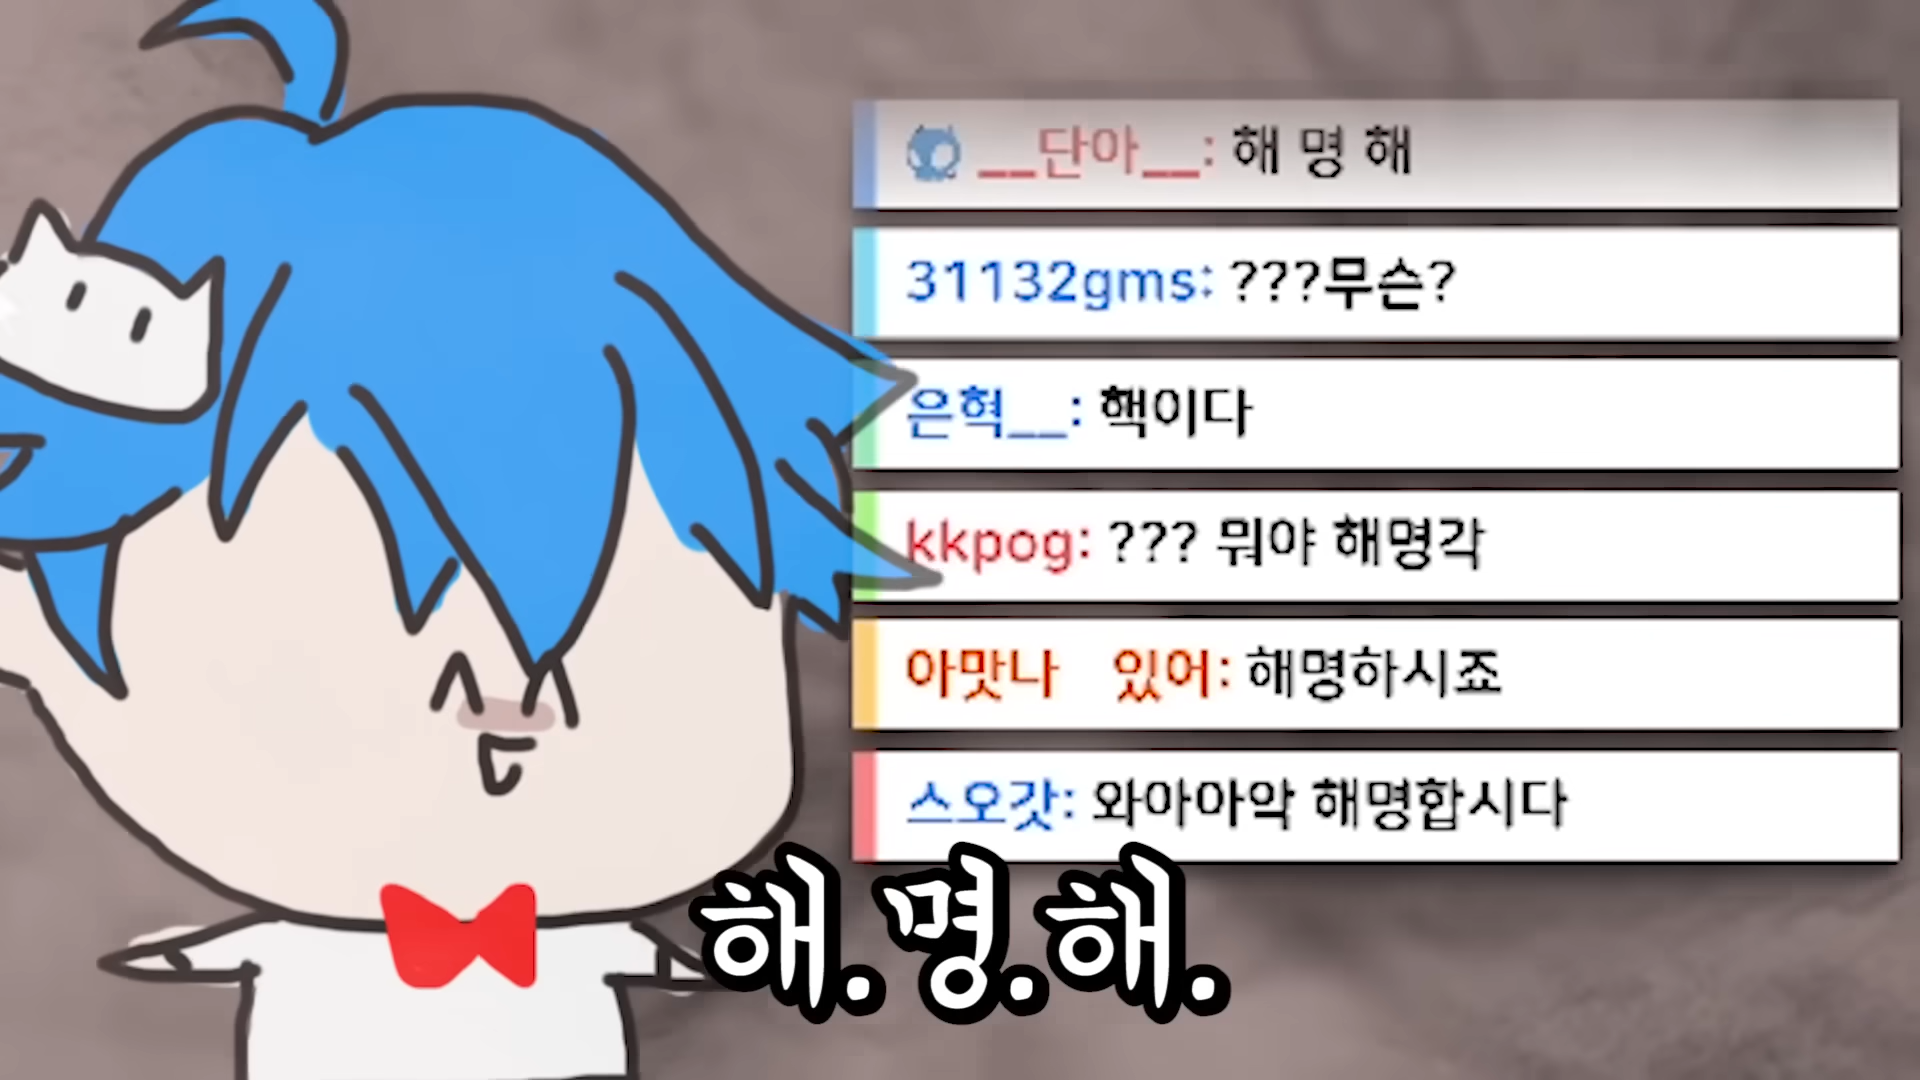 __단아__: 해 명 해
31132gms: ???무슨?
은혁__: 핵이다
kkpog: ??? 뭐야 해명각
아맛나 있어: 해명하시죠
스오갓: 와아아악 해명합시다
해.명.해.